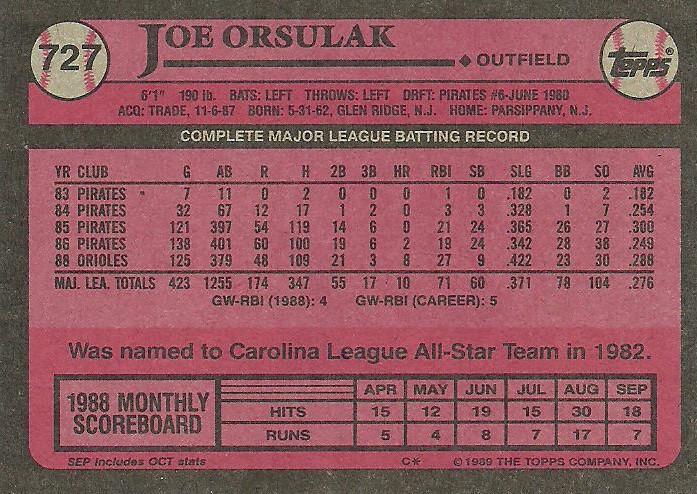 727
JOE ORSULAK
◆ OUTFIELD
TOPPS
6'1" 190 lb. BATS: LEFT THROWS: LEFT DRFT: PIRATES #6-JUNE 1980
ACQ: TRADE, 11-6-87 BORN: 5-31-62, GLEN RIDGE, N.J. HOME: PARSIPPANY, N.J.
COMPLETE MAJOR LEAGUE BATTING RECORD
YR CLUB G AB R H 2B 3B HR RBI SB SLG BB SO AVG
83 PIRATES 7 11 0 2 0 0 0 1 0 .182 0 2 .182
84 PIRATES 32 67 12 17 1 2 0 3 3 .328 1 7 .254
85 PIRATES 121 397 54 119 14 6 0 21 24 .365 26 27 .300
86 PIRATES 138 401 60 100 19 6 2 19 24 .342 28 38 .249
88 ORIOLES 125 379 48 109 21 3 8 27 9 .422 23 30 .288
MAJ. LEA. TOTALS 423 1255 174 347 55 17 10 71 60 .371 78 104 .276
GW-RBI (1988): 4 GW-RBI (CAREER): 5
Was named to Carolina League All-Star Team in 1982.
1988 MONTHLY SCOREBOARD
APR MAY JUN JUL AUG SEP
HITS 15 12 19 15 30 18
RUNS 5 4 8 7 17 7
SEP includes OCT stats
C* © 1989 THE TOPPS COMPANY, INC.